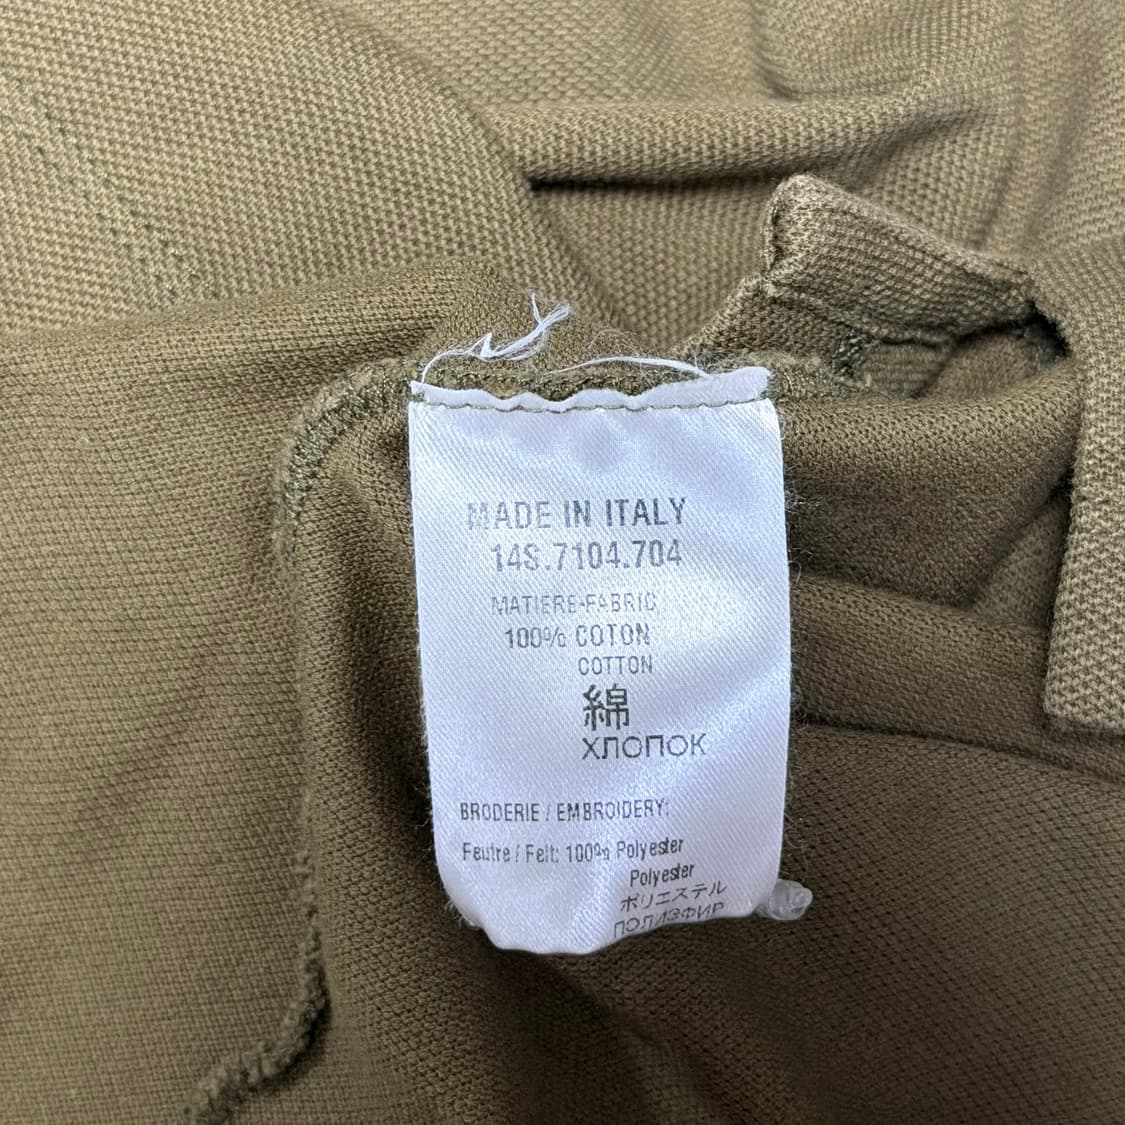 MADE IN ITALY
14S.7104.704
MATIERE-FABRIC
100% COTON
COTTON
綿
ХЛОПОК
BRODERIE / EMBROIDERY:
Feutre / Felt: 100% Polyester
Polyester
ポリエステル
ПОЛИЗФИР